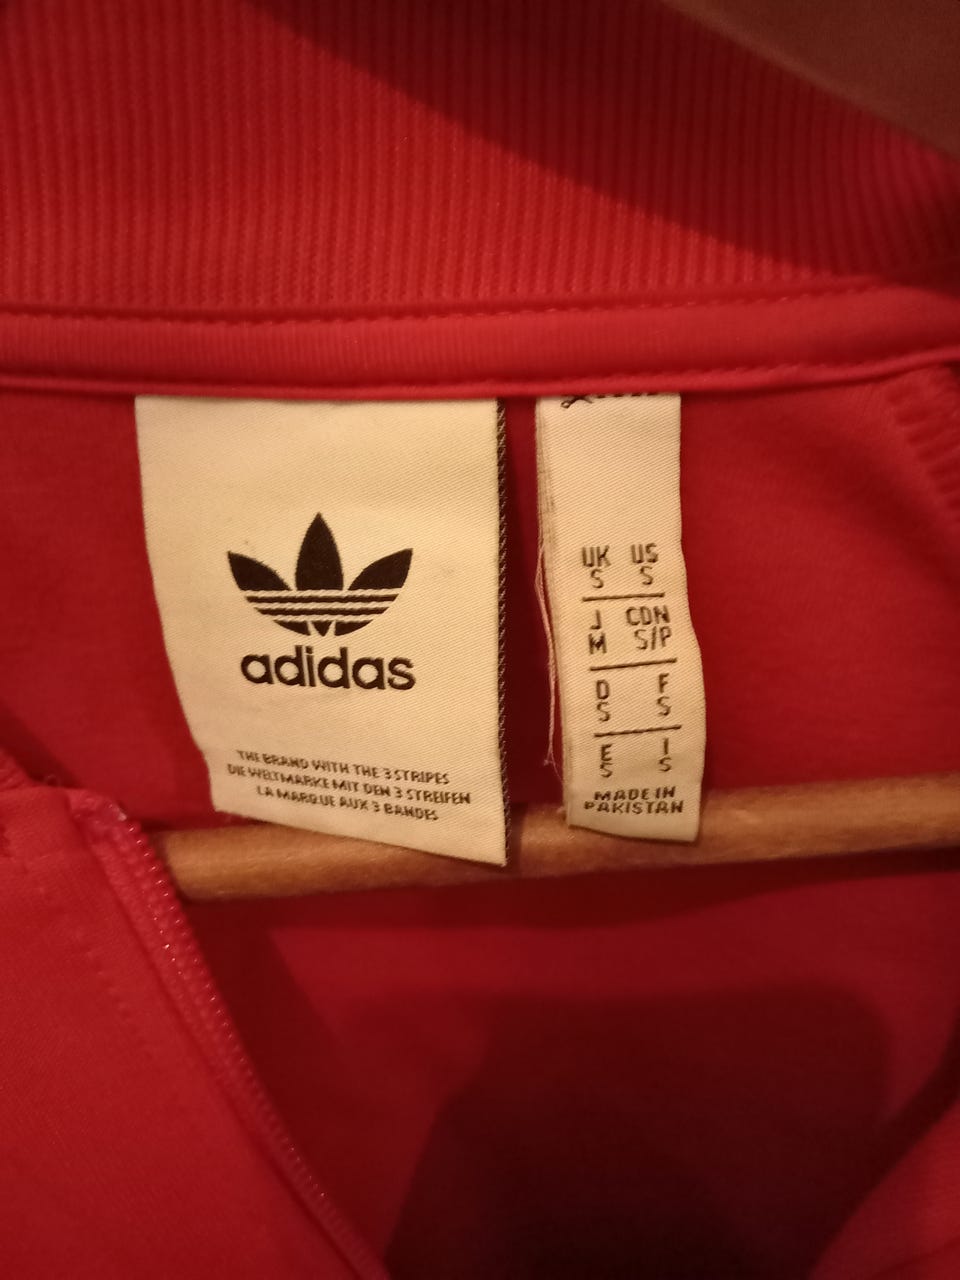 adidas
THE BRAND WITH THE 3 STRIPES
DIE WELTMARKE MIT DEN 3 STREIFEN
LA MARQUE AUX 3 BANDES
UK US
S S
J CDN
M S/P
D F
S S
E I
S S
MADE IN
PAKISTAN